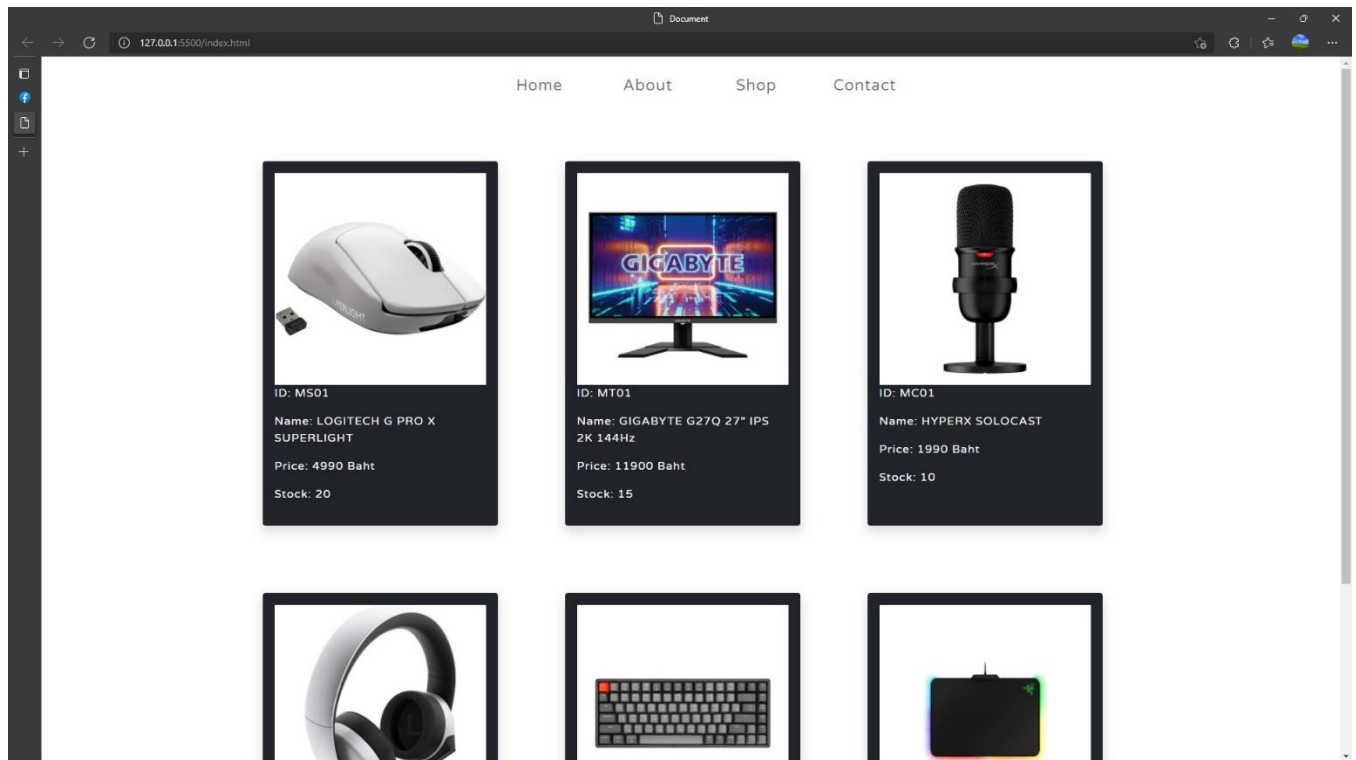 Document
127.0.0.1:5500/index.html
Home About Shop Contact
GIGABYTE
ID: MS01
Name: LOGITECH G PRO X
SUPERLIGHT
Price: 4990 Baht
Stock: 20
ID: MT01
Name: GIGABYTE G27Q 27" IPS
2K 144Hz
Price: 11900 Baht
Stock: 15
ID: MC01
Name: HYPERX SOLOCAST
Price: 1990 Baht
Stock: 10